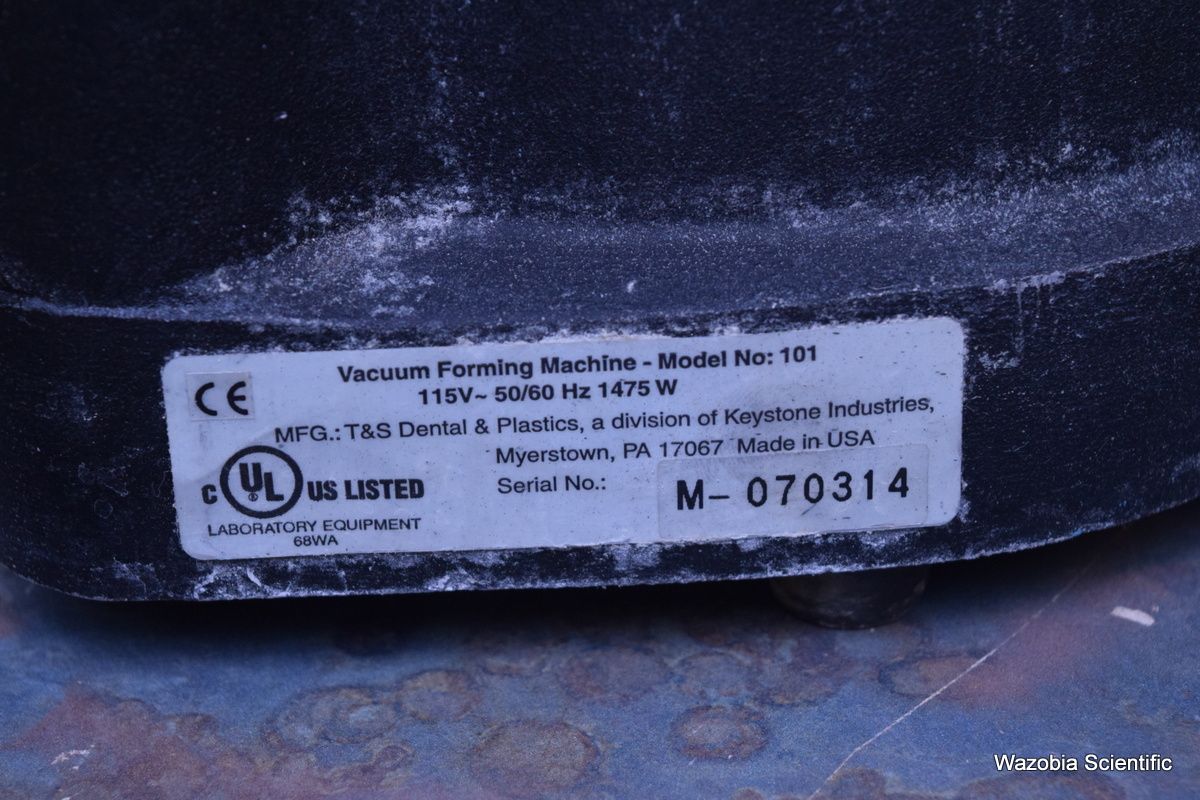 Vacuum Forming Machine - Model No: 101
115V~ 50/60 Hz 1475 W
CE
MFG.: T&S Dental & Plastics, a division of Keystone Industries,
Myerstown, PA 17067 Made in USA
Serial No.: M- 070314
C UL ® US LISTED
LABORATORY EQUIPMENT
68WA
Wazobia Scientific